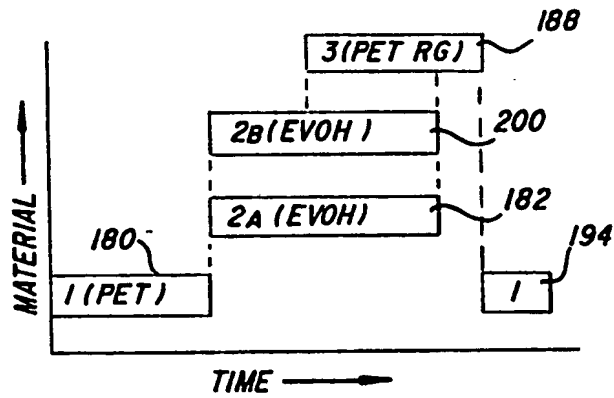 188
3(PET RG)
2B(EVOH)
200
2A (EVOH)
182
180
194
1(PET)
1
MATERIAL
TIME